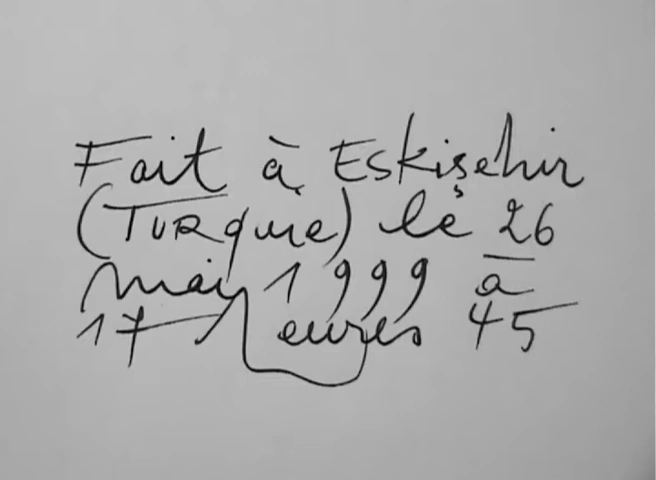 Fait à Eskişehir
(TURquie) le 26
mai 1999 à
17 heures 45